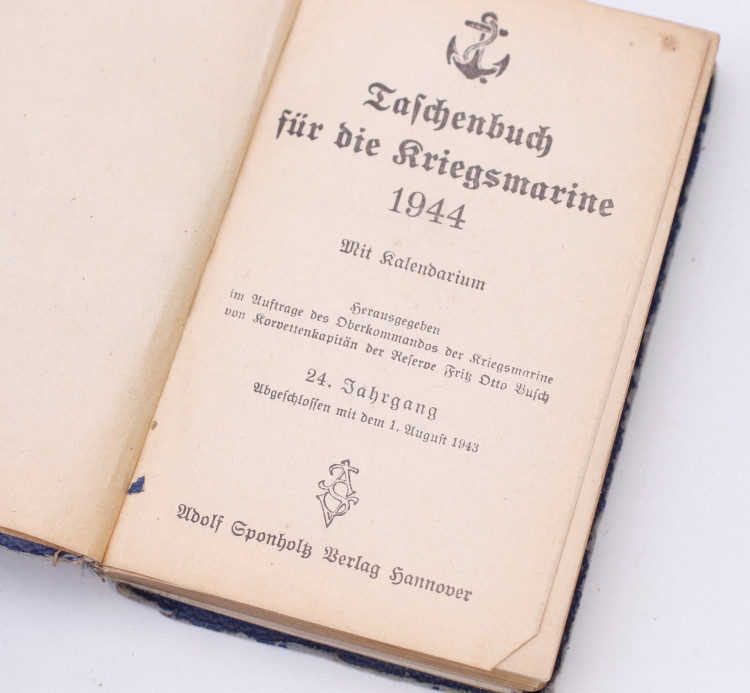 Taschenbuch
für die Kriegsmarine
1944
Mit Kalendarium
Herausgegeben
im Auftrage des Oberkommandos der Kriegsmarine
von Korvettenkapitän der Reserve Fritz Otto Busch
24. Jahrgang
Abgeschlossen mit dem 1. August 1943
ASV
Adolf Sponholtz Verlag Hannover